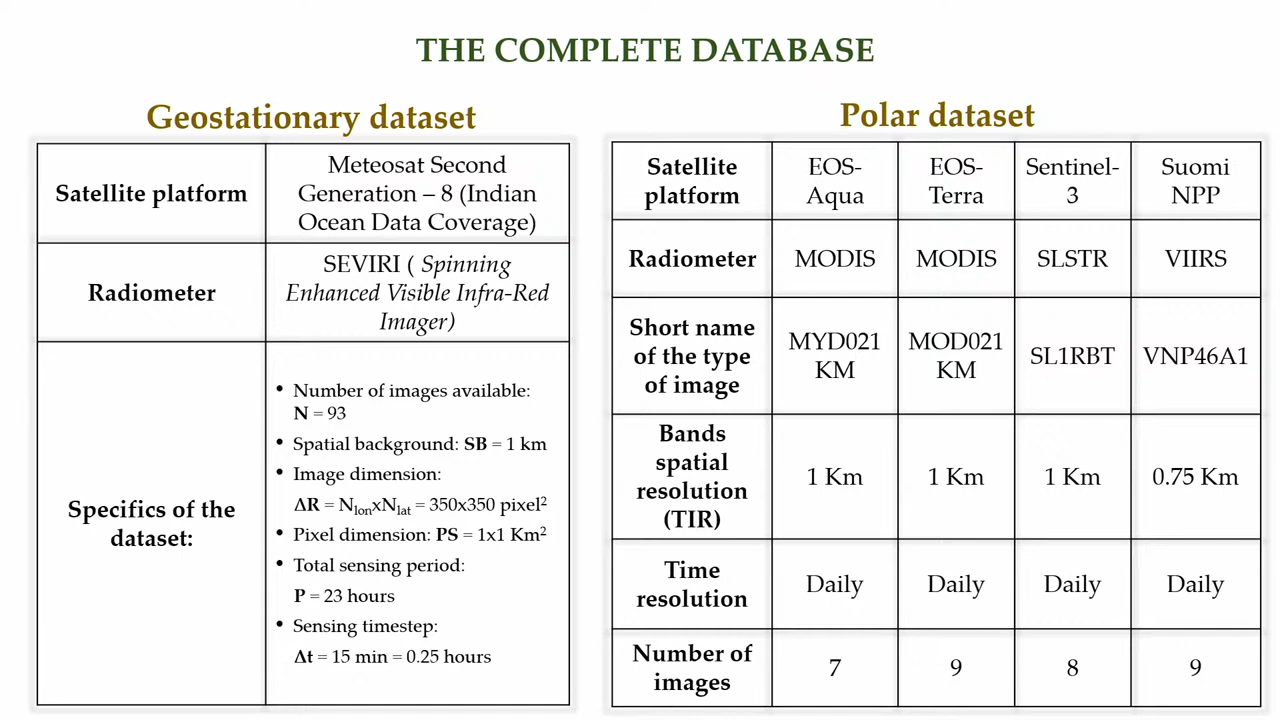 THE COMPLETE DATABASE
Geostationary dataset
Satellite platform
Meteosat Second
Generation – 8 (Indian
Ocean Data Coverage)
Radiometer
SEVIRI ( Spinning
Enhanced Visible Infra-Red
Imager)
Specifics of the
dataset:
• Number of images available:
N = 93
• Spatial background: SB = 1 km
• Image dimension:
ΔR = NlonxNlat = 350x350 pixel²
• Pixel dimension: PS = 1x1 Km²
• Total sensing period:
P = 23 hours
• Sensing timestep:
Δt = 15 min = 0.25 hours
Polar dataset
Satellite
platform
EOS-
Aqua
EOS-
Terra
Sentinel-
3
Suomi
NPP
Radiometer
MODIS
MODIS
SLSTR
VIIRS
Short name
of the type
of image
MYD021
KM
MOD021
KM
SL1RBT
VNP46A1
Bands
spatial
resolution
(TIR)
1 Km
1 Km
1 Km
0.75 Km
Time
resolution
Daily
Daily
Daily
Daily
Number of
images
7
9
8
9